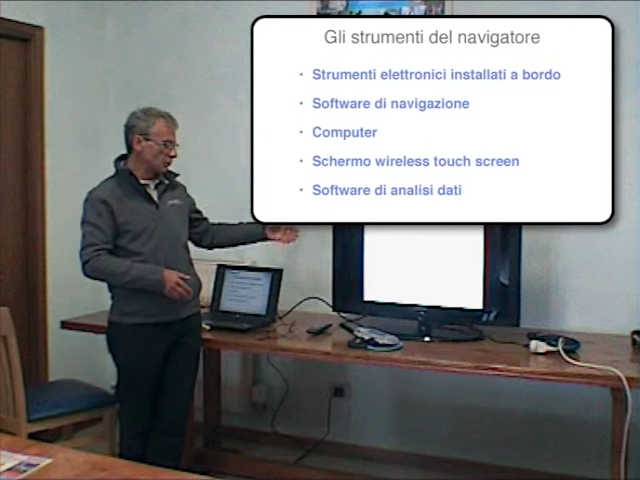 Gli strumenti del navigatore
• Strumenti elettronici installati a bordo
• Software di navigazione
• Computer
• Schermo wireless touch screen
• Software di analisi dati